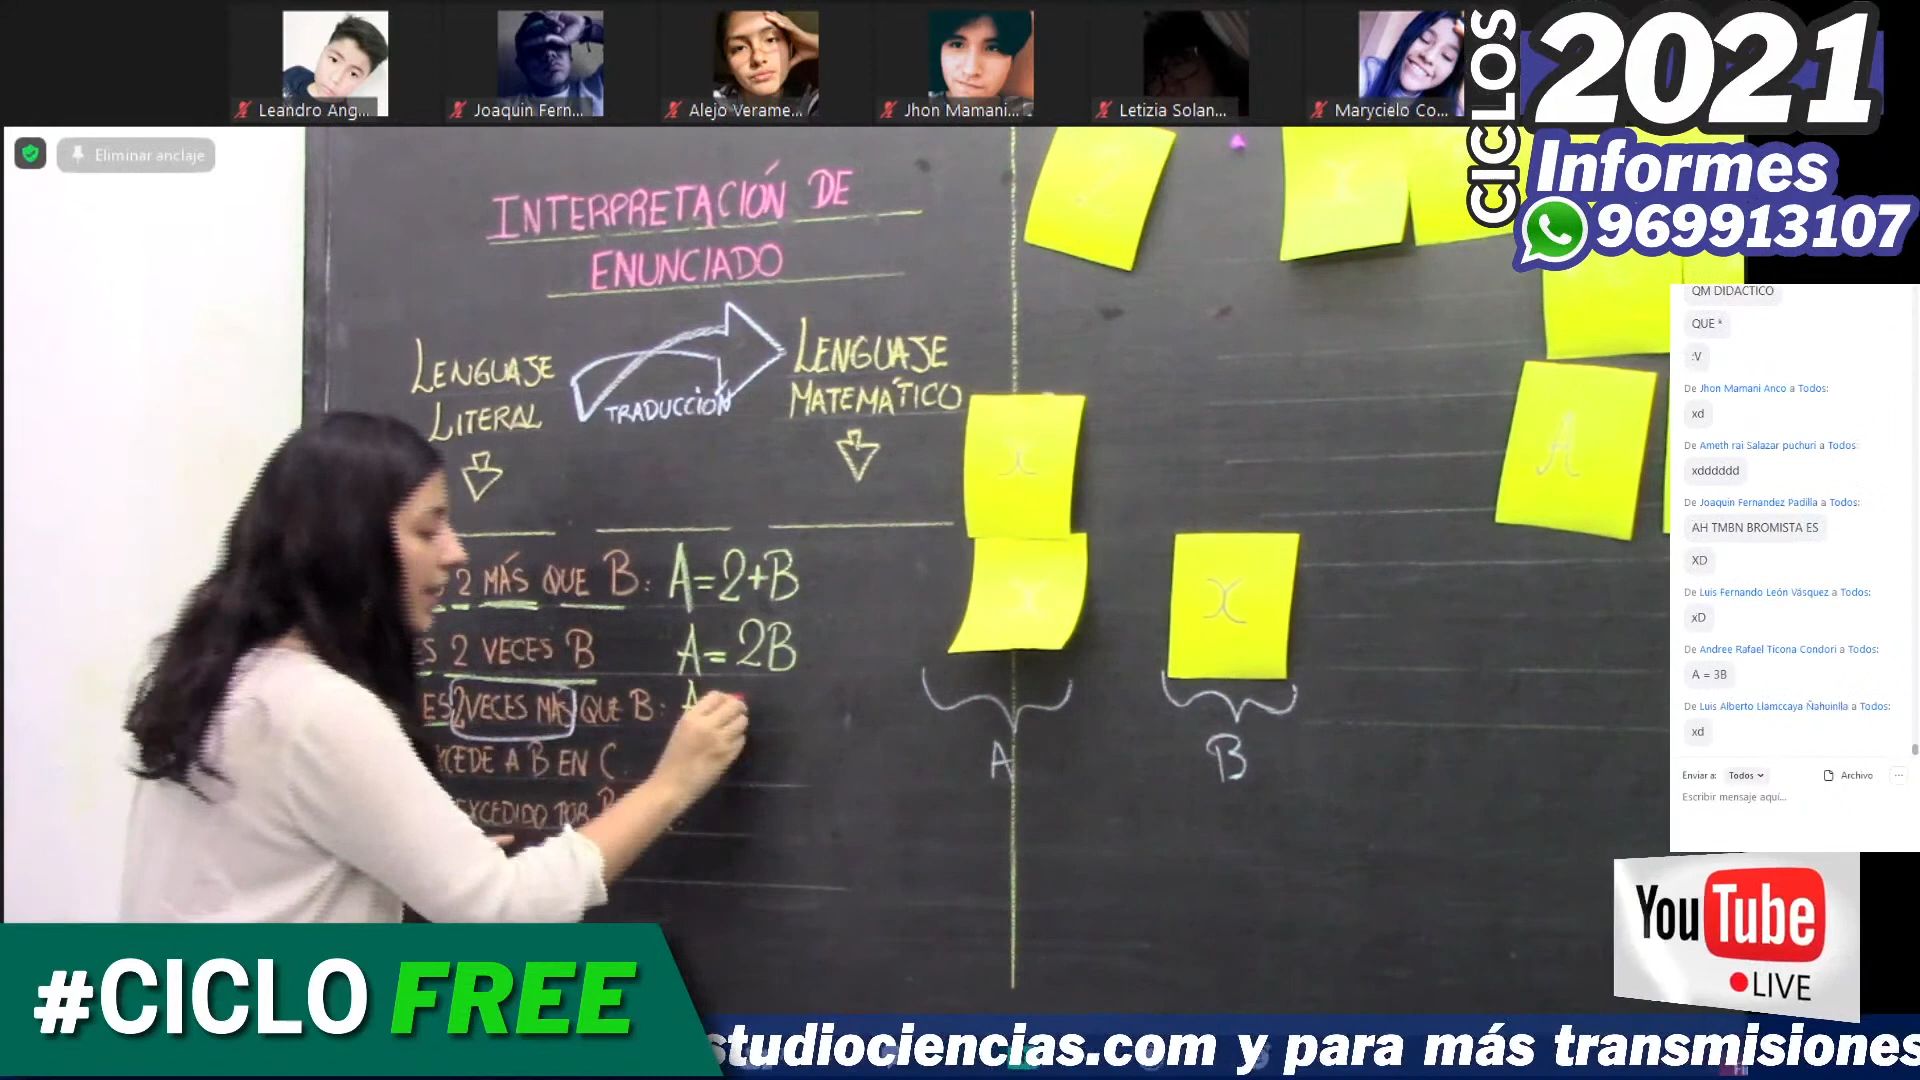 Leandro Ang...
Joaquin Fern...
Alejo Verame...
Jhon Mamani...
Letizia Solan...
Marycielo Co...
CICLOS
2021
Informes
969913107
Eliminar anclaje
INTERPRETACIÓN DE
ENUNCIADO
LENGUAJE
LITERAL
TRADUCCIÓN
LENGUAJE
MATEMÁTICO
2 MÁS QUE B: A=2+B
ES 2 VECES B A=2B
ES 2 VECES MÁS QUE B: A
CEDE A B EN C
EXCEDIDO POR B
x
x
x
A
A
B
QM DIDACTICO
QUE *
:V
De Jhon Mamani Anco a Todos:
xd
De Ameth rai Salazar puchuri a Todos:
xdddddd
De Joaquin Fernandez Padilla a Todos:
AH TMBN BROMISTA ES
XD
De Luis Fernando León Vásquez a Todos:
xD
De Andree Rafael Ticona Condori a Todos:
A = 3B
De Luis Alberto Llamccaya Ñahuinlla a Todos:
xd
Enviar a: Todos Archivo ...
Escribir mensaje aquí...
YouTube
LIVE
#CICLO FREE
studiociencias.com y para más transmisiones